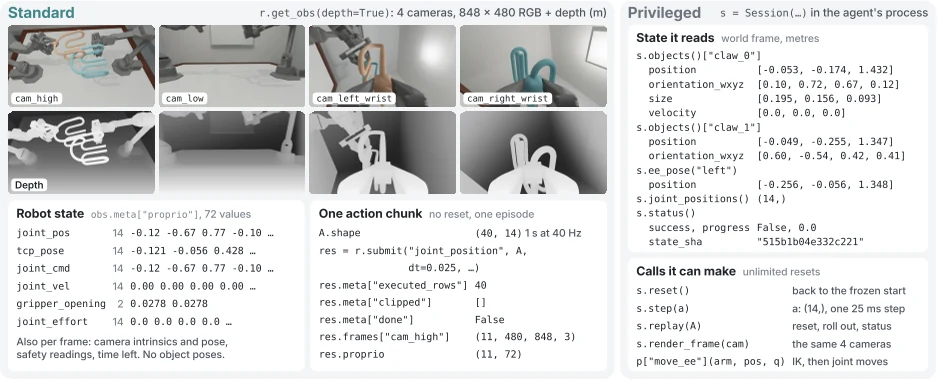 Standard r.get_obs(depth=True): 4 cameras, 848 × 480 RGB + depth (m)
cam_high
cam_low
cam_left_wrist
cam_right_wrist
Depth
Robot state obs.meta["proprio"], 72 values
joint_pos 14 -0.12 -0.67 0.77 -0.10 …
tcp_pose 14 -0.121 -0.056 0.428 …
joint_cmd 14 -0.12 -0.67 0.77 -0.10 …
joint_vel 14 0.00 0.00 0.00 0.00 …
gripper_opening 2 0.0278 0.0278
joint_effort 14 0.0 0.0 0.0 0.0 …
Also per frame: camera intrinsics and pose,
safety readings, time left. No object poses.
One action chunk no reset, one episode
A.shape (40, 14) 1 s at 40 Hz
res = r.submit("joint_position", A,
dt=0.025, …)
res.meta["executed_rows"] 40
res.meta["clipped"] []
res.meta["done"] False
res.frames["cam_high"] (11, 480, 848, 3)
res.proprio (11, 72)
Privileged s = Session(…) in the agent's process
State it reads world frame, metres
s.objects()["claw_0"]
position [-0.053, -0.174, 1.432]
orientation_wxyz [0.10, 0.72, 0.67, 0.12]
size [0.195, 0.156, 0.093]
velocity [0.0, 0.0, 0.0]
s.objects()["claw_1"]
position [-0.049, -0.255, 1.347]
orientation_wxyz [0.60, -0.54, 0.42, 0.41]
s.ee_pose("left")
position [-0.256, -0.056, 1.348]
s.joint_positions() (14,)
s.status()
success, progress False, 0.0
state_sha "515b1b04e332c221"
Calls it can make unlimited resets
s.reset() back to the frozen start
s.step(a) a: (14,), one 25 ms step
s.replay(A) reset, roll out, status
s.render_frame(cam) the same 4 cameras
p["move_ee"](arm, pos, q) IK, then joint moves